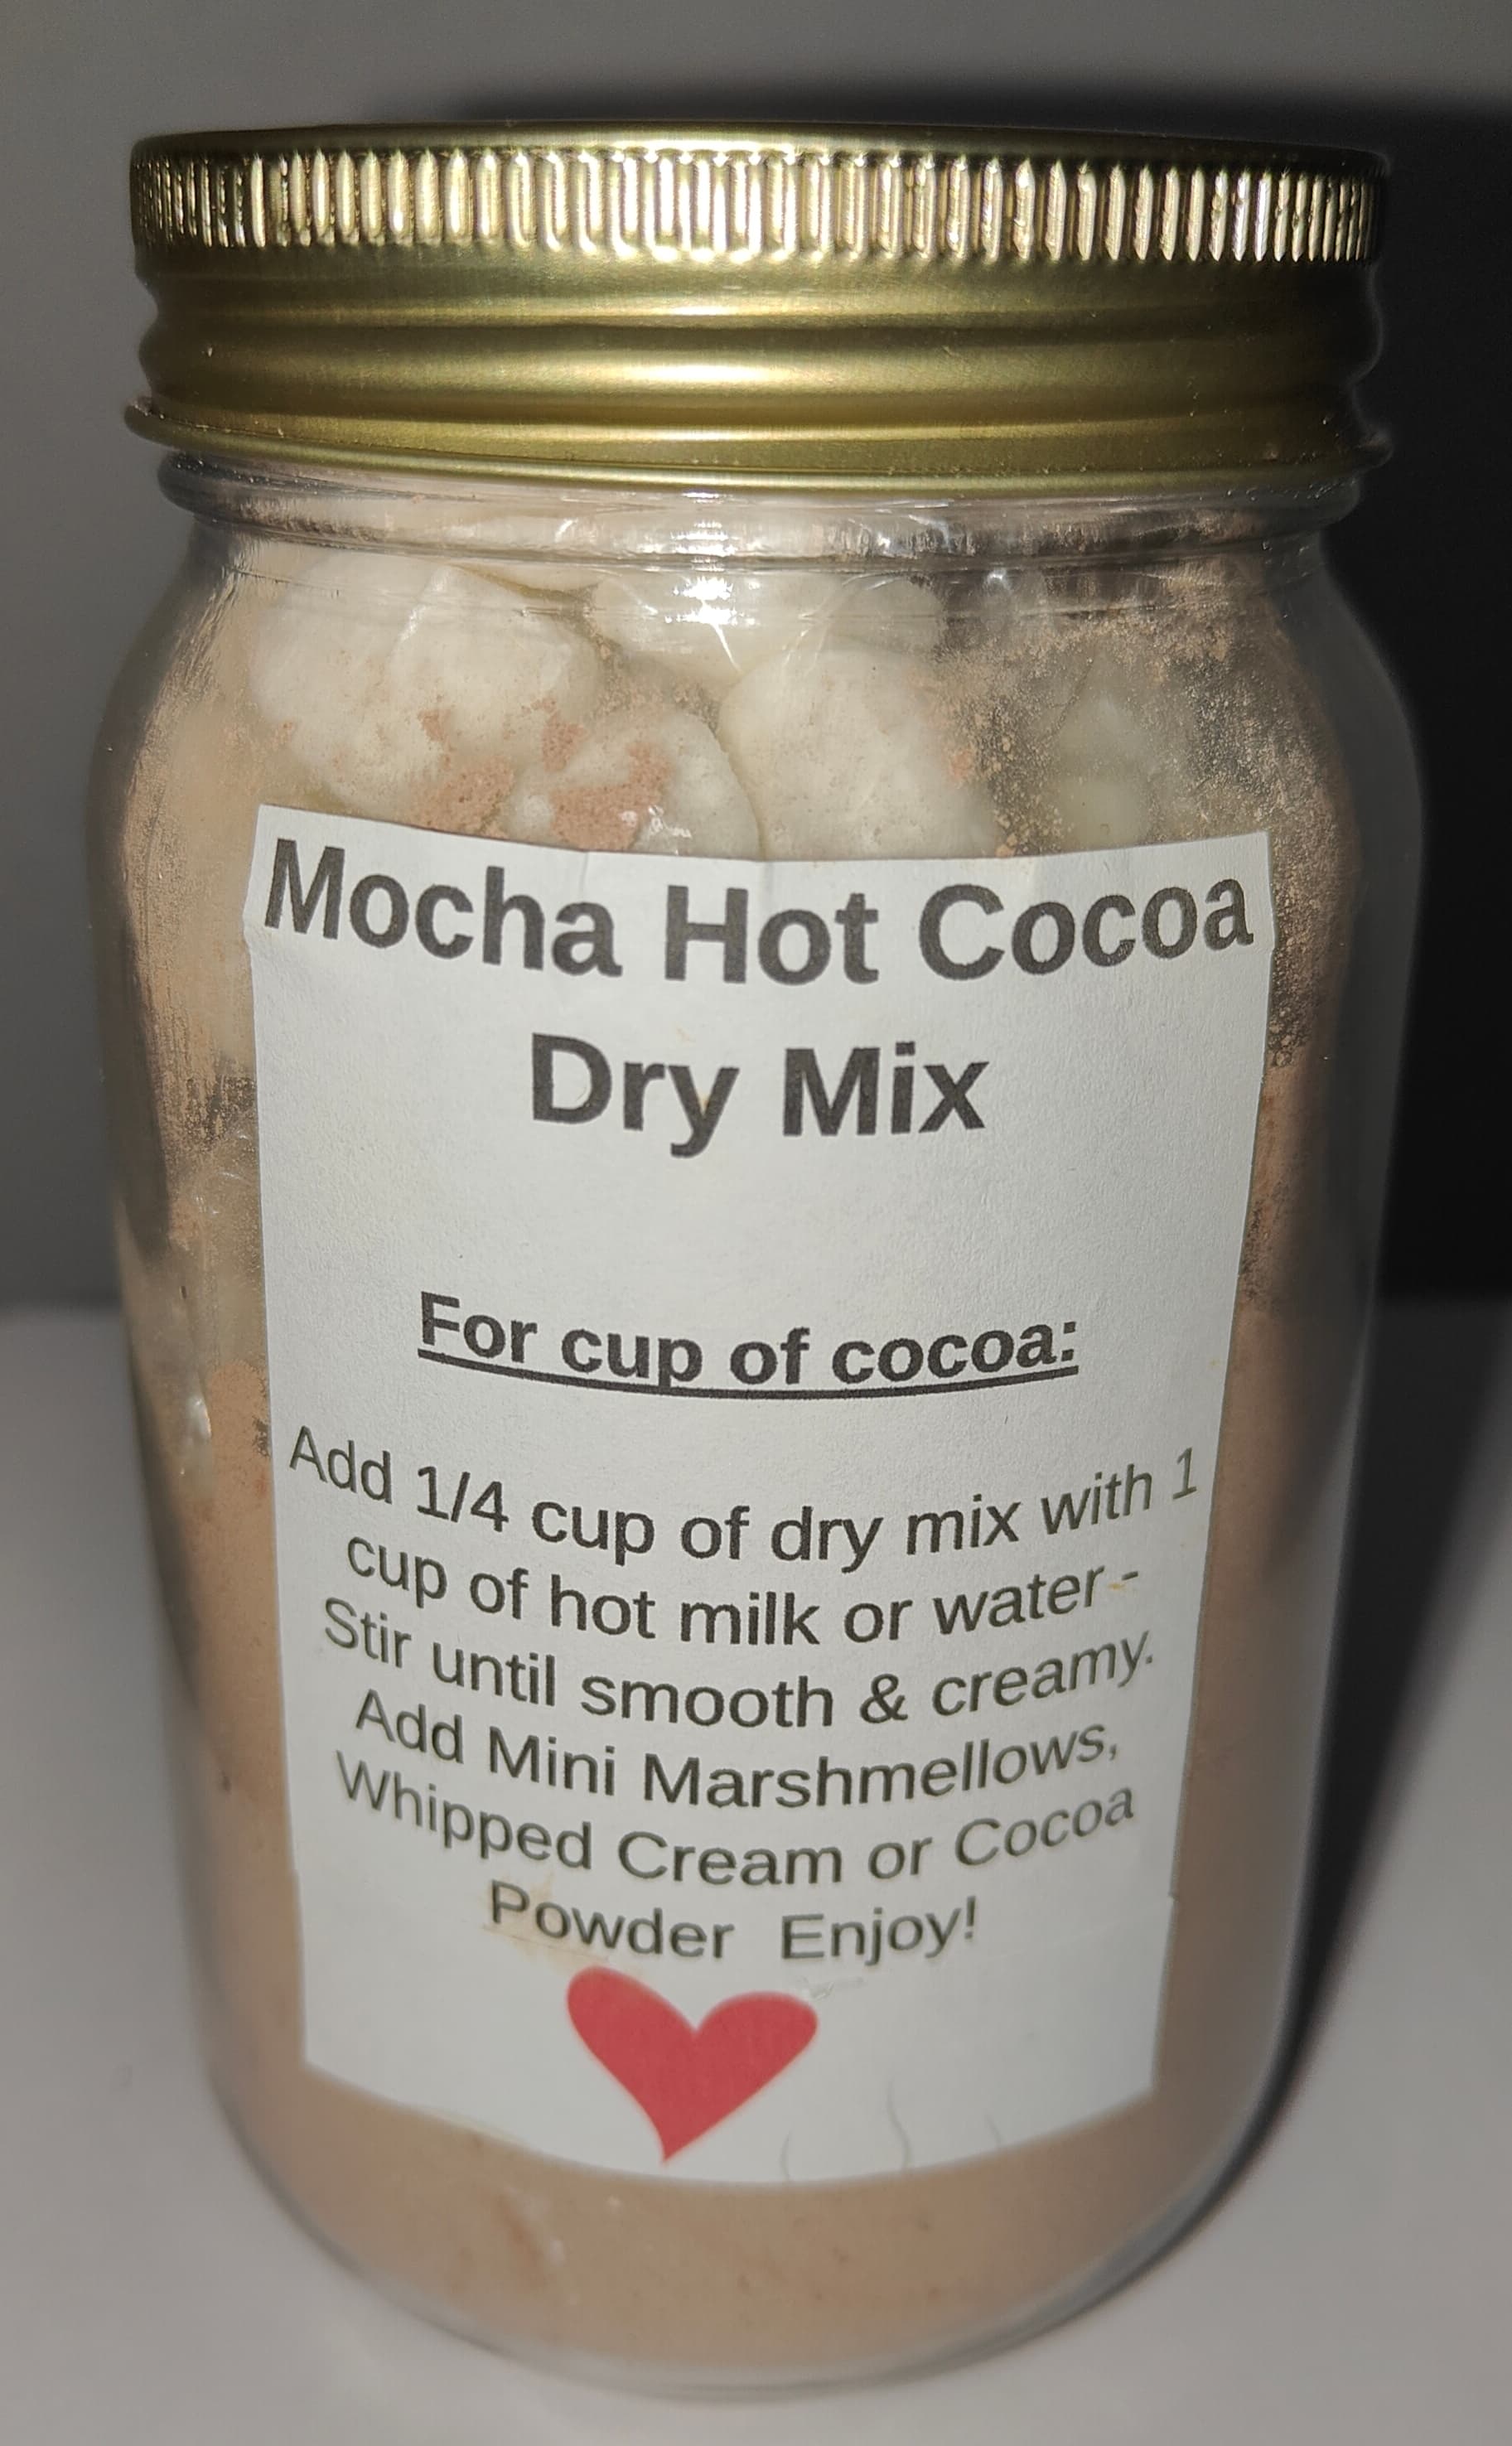 Mocha Hot Cocoa
Dry Mix
For cup of cocoa:
Add 1/4 cup of dry mix with 1
cup of hot milk or water -
Stir until smooth & creamy.
Add Mini Marshmellows,
Whipped Cream or Cocoa
Powder  Enjoy!